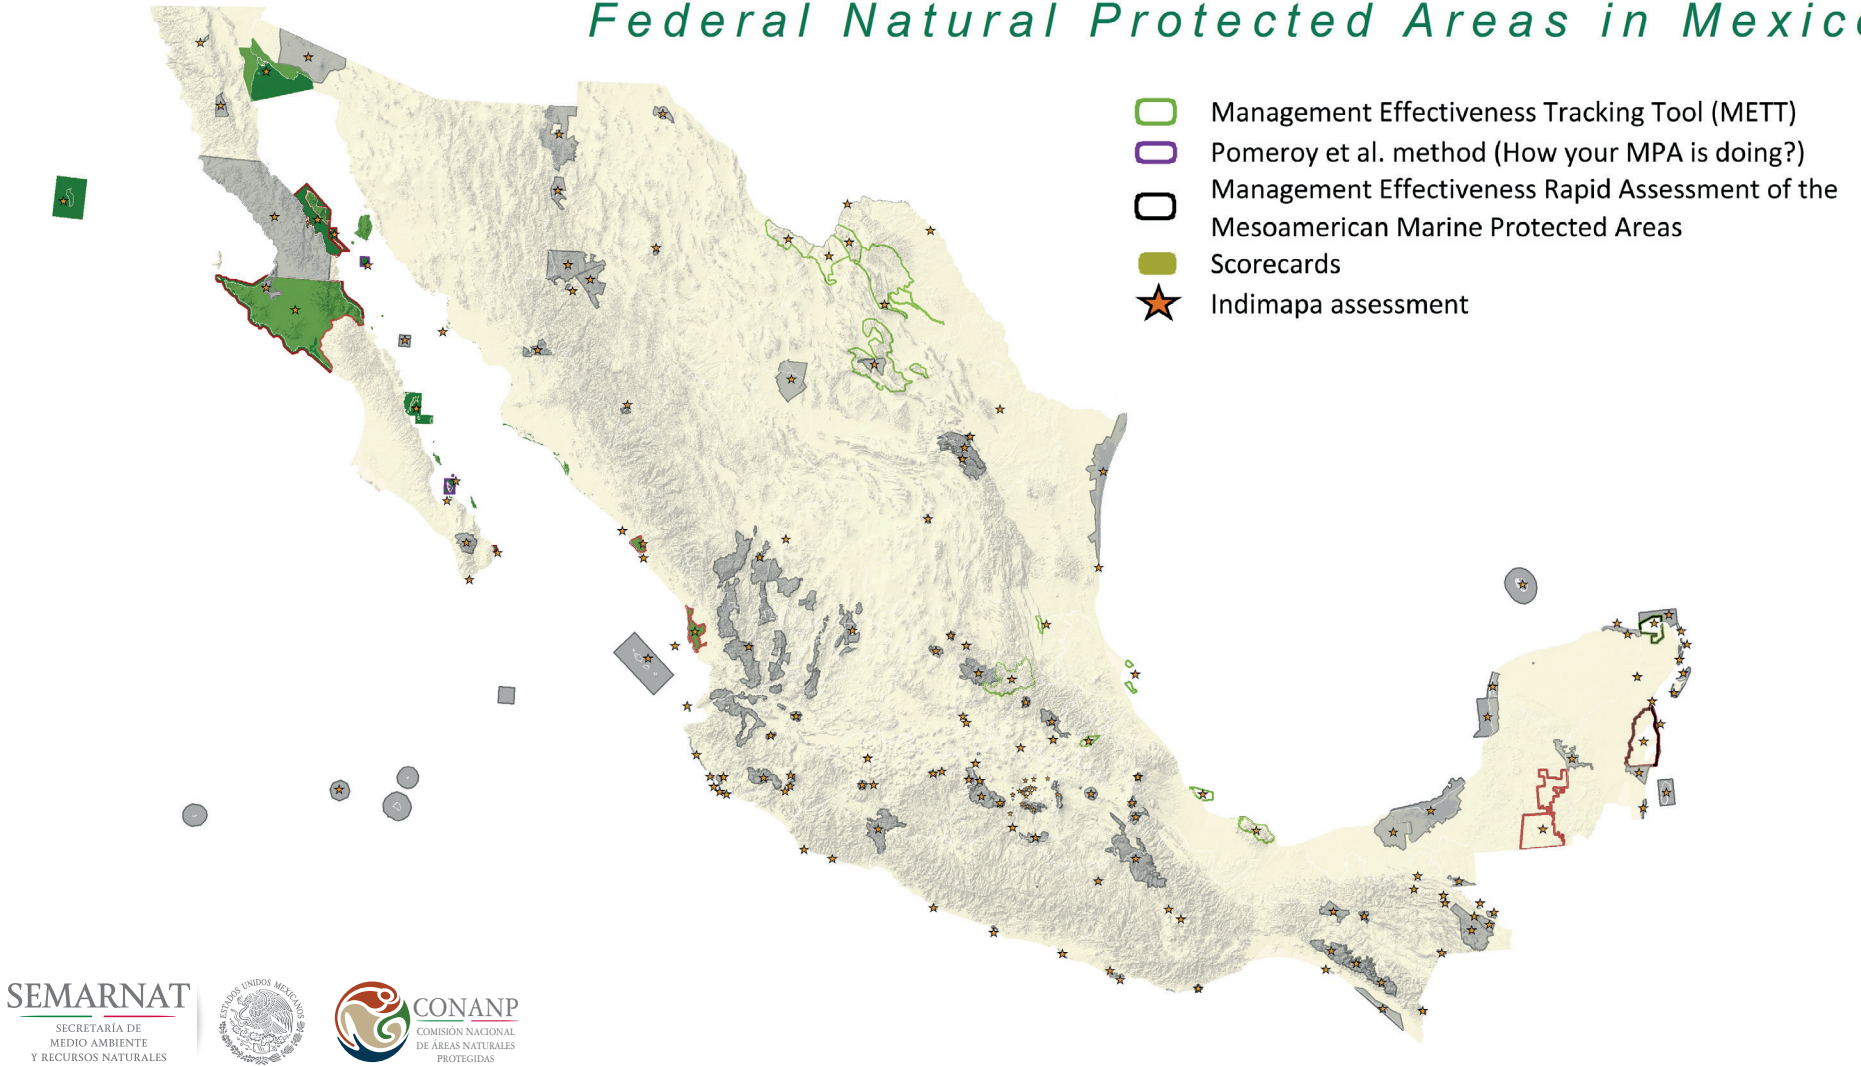 Federal Natural Protected Areas in Mexic
Management Effectiveness Tracking Tool (METT)
Pomeroy et al. method (How your MPA is doing?)
Management Effectiveness Rapid Assessment of the
Mesoamerican Marine Protected Areas
Scorecards
Indimapa assessment
SEMARNAT
SECRETARÍA DE
MEDIO AMBIENTE
Y RECURSOS NATURALES
ESTADOS UNIDOS MEXICANOS
CONANP
COMISIÓN NACIONAL
DE ÁREAS NATURALES
PROTEGIDAS